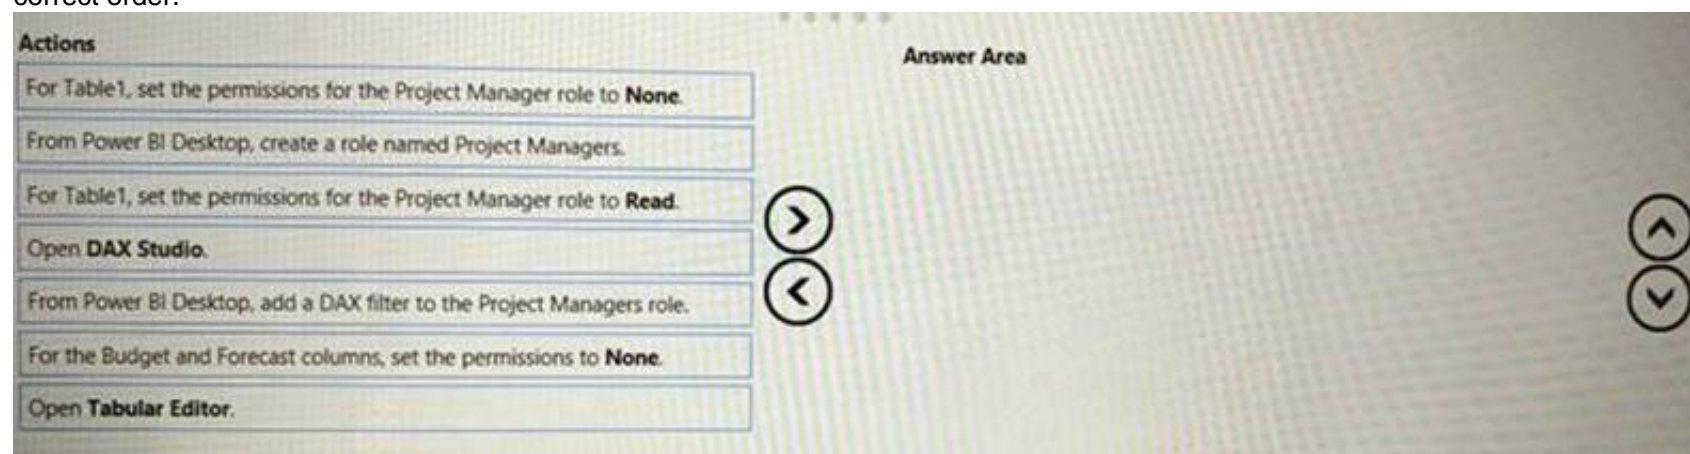 correct order.
Actions
Answer Area
For Table1, set the permissions for the Project Manager role to None.
From Power BI Desktop, create a role named Project Managers.
For Table1, set the permissions for the Project Manager role to Read.
Open DAX Studio.
From Power BI Desktop, add a DAX filter to the Project Managers role.
For the Budget and Forecast columns, set the permissions to None.
Open Tabular Editor.